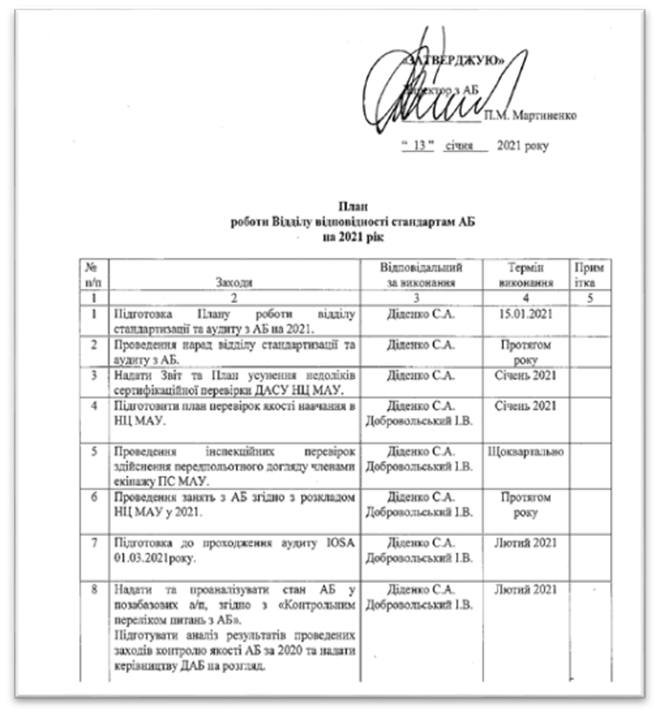 «ЗАТВЕРДЖУЮ»
Директор з АБ
П.М. Мартиненко
“ 13 ” січня 2021 року
План
роботи Відділу відповідності стандартам АБ
на 2021 рік
№ п/п Заходи Відповідальний за виконання Термін виконання Прим ітка
1 2 3 4 5
1 Підготовка Плану роботи відділу Діденко С.А. 15.01.2021
стандартизації та аудиту з АБ на 2021.
2 Проведення нарад відділу стандартизації та Діденко С.А. Протягом
аудиту з АБ. року
3 Надати Звіт та План усунення недоліків Діденко С.А. Січень 2021
сертифікаційної перевірки ДАСУ НЦ МАУ.
4 Підготовити план перевірок якості навчання в Діденко С.А. Січень 2021
НЦ МАУ. Добровольський І.В.
5 Проведення інспекційних перевірок Діденко С.А. Щоквартально
здійснення передпольотного догляду членами Добровольський І.В.
екіпажу ПС МАУ.
6 Проведення занять з АБ згідно з розкладом Діденко С.А. Протягом
НЦ МАУ у 2021. Добровольський І.В. року
7 Підготовка до проходження аудиту IOSA Діденко С.А. Лютий 2021
01.03.2021року. Добровольський І.В.
8 Надати та проаналізувати стан АБ у Діденко С.А. Лютий 2021
позабазових а/п, згідно з «Контрольним Добровольський І.В.
переліком питань з АБ».
Підготувати аналіз результатів проведених
заходів контролю якості АБ за 2020 та надати
керівництву ДАБ на розгляд.